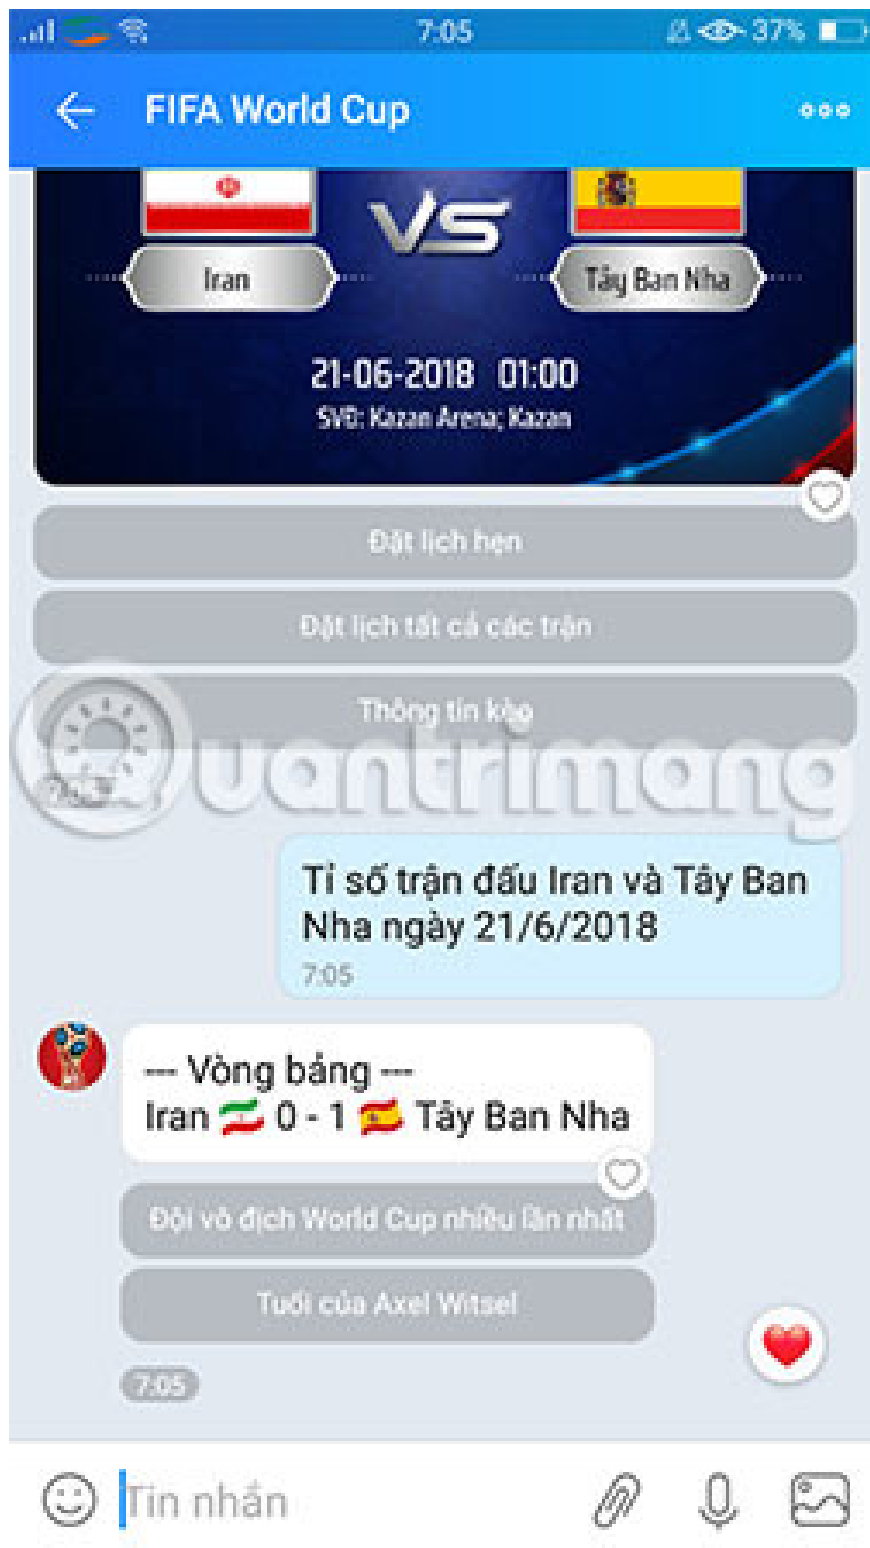 7:05
37%
FIFA World Cup
VS
Iran
Tây Ban Nha
21-06-2018 01:00
SVĐ: Kazan Arena; Kazan
Đặt lịch hẹn
Đặt lịch tất cả các trận
Thông tin kèo
Quantrimang
Tỉ số trận đấu Iran và Tây Ban
Nha ngày 21/6/2018
7:05
--- Vòng bảng ---
Iran 0 - 1 Tây Ban Nha
Đội vô địch World Cup nhiều lần nhất
Tuổi của Axel Witsel
7:05
Tin nhắn